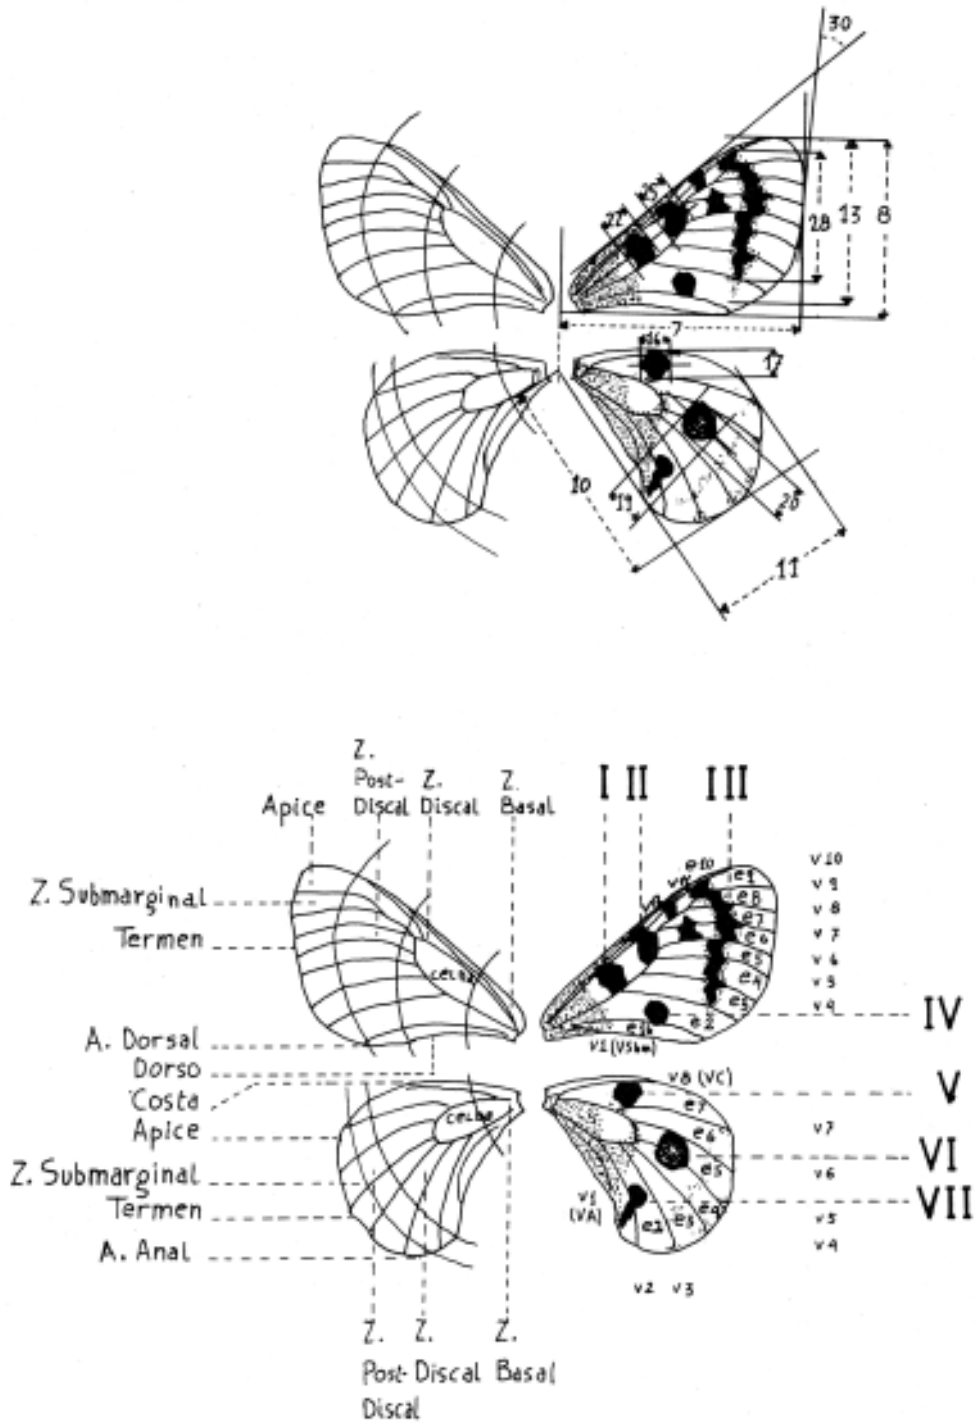 30
25
22
28
13
8
7
16
17
10
19
20
11
Z.
Post-
Discal
Z.
Discal
Z.
Basal
Apice
I
II
III
Z. Submarginal
Termen
celda
e10
e9
e8
e7
e6
e5
e4
e3
e2
e1b
v10
v9
v8
v7
v6
v5
v4
IV
v1 (V1bm)
A. Dorsal
Dorso
Costa
Apice
celda
v8 (VC)
V
e7
e6
v7
VI
e5
v6
Z. Submarginal
Termen
VII
v1
(VA)
e2
e3
e4
v5
v4
A. Anal
v2
v3
Z.
Z.
Z.
Post-Discal
Basal
Discal